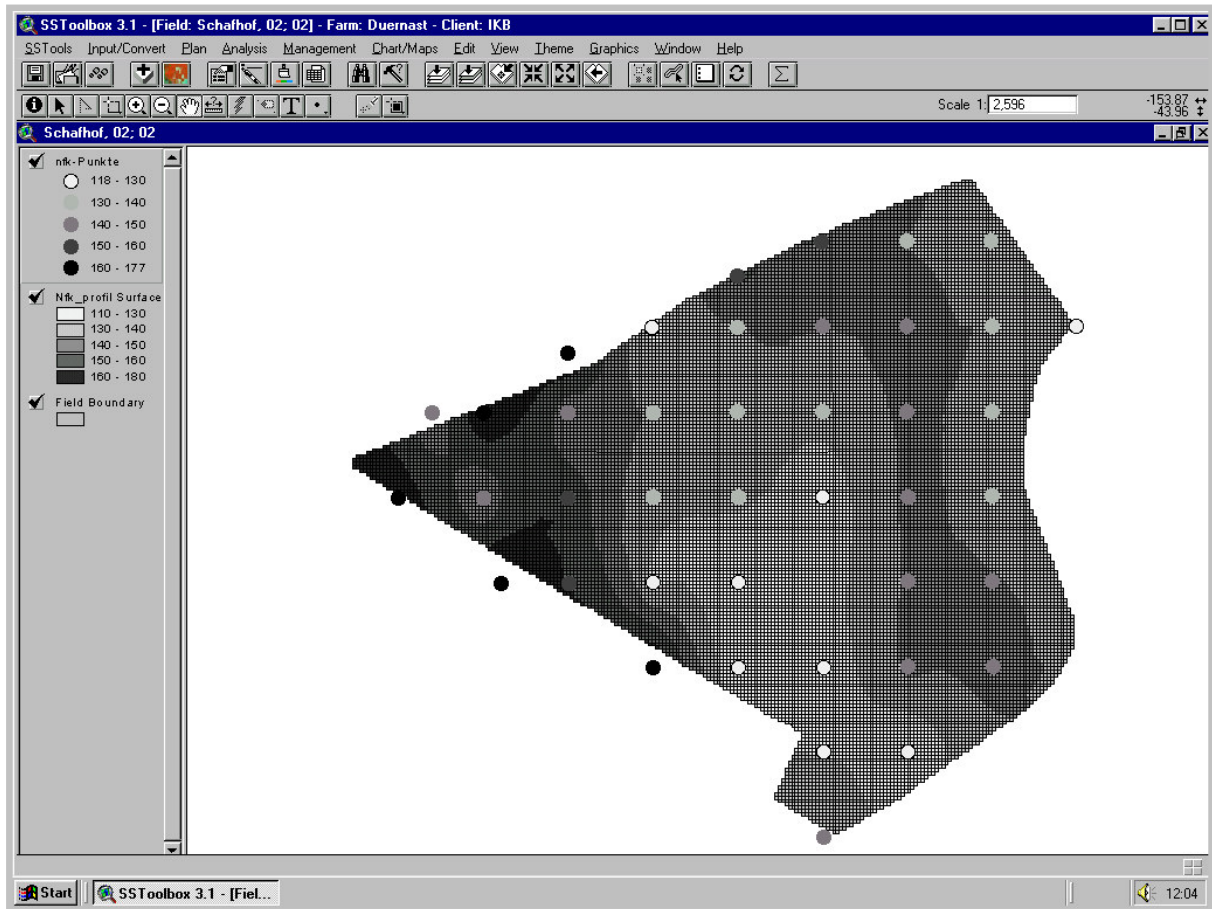 SSToolbox 3.1 - [Field: Schafhof, 02; 02] - Farm: Duernast - Client: IKB
SSTools Input/Convert Plan Analysis Management Chart/Maps Edit View Theme Graphics Window Help
Scale 1: 2,596
-153.87
-43.96
Schafhof, 02; 02
nfk-Punkte
118 - 130
130 - 140
140 - 150
150 - 160
160 - 177
Nfk_profil Surface
110 - 130
130 - 140
140 - 150
150 - 160
160 - 180
Field Boundary
Start SSToolbox 3.1 - [Fiel... 12:04